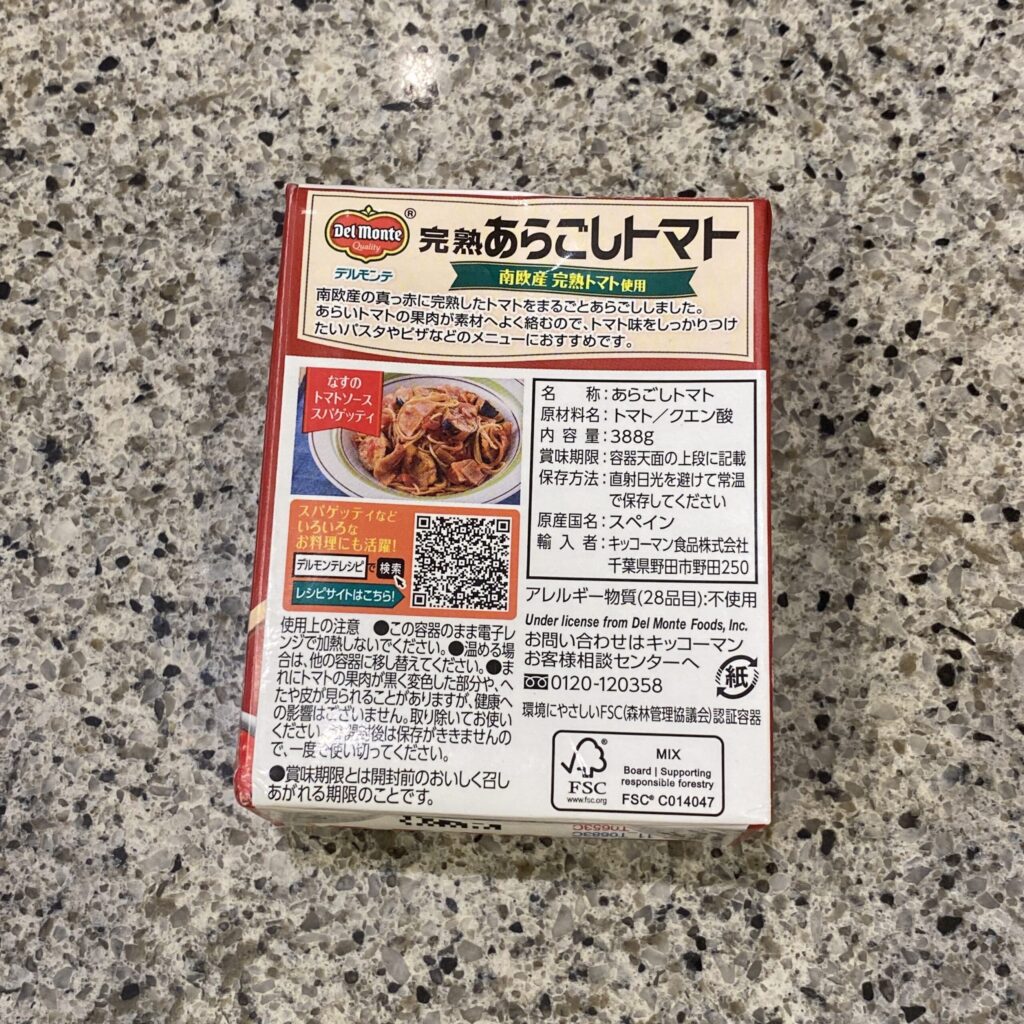 Del Monte
Quality
®
デルモンテ
完熟あらごしトマト
南欧産 完熟トマト使用
南欧産の真っ赤に完熟したトマトをまるごとあらごししました。
あらいトマトの果肉が素材へよく絡むので、トマト味をしっかりつけ
たいパスタやピザなどのメニューにおすすめです。
なすの
トマトソース
スパゲッティ
スパゲッティなど
いろいろな
お料理にも活躍!
デルモンテレシピで検索
レシピサイトはこちら!
名 称:あらごしトマト
原材料名:トマト/クエン酸
内容量:388g
賞味期限:容器天面の上段に記載
保存方法:直射日光を避けて常温
で保存してください
原産国名:スペイン
輸入者:キッコーマン食品株式会社
千葉県野田市野田250
アレルギー物質(28品目):不使用
Under license from Del Monte Foods, Inc.
お問い合わせはキッコーマン
お客様相談センターへ
0120-120358
紙
環境にやさしいFSC(森林管理協議会)認証容器
使用上の注意 ●この容器のまま電子レ
ンジで加熱しないでください。●温める場
合は、他の容器に移し替えてください。●ま
れにトマトの果肉が黒く変色した部分や、へ
たや皮が見られることがありますが、健康へ
の影響はございません。取り除いてお使い
ください。開封後は保存がききませんの
で、一度で使い切ってください。
●賞味期限とは開封前のおいしく召し
あがれる期限のことです。
FSC
®
www.fsc.org
MIX
Board | Supporting
responsible forestry
FSC® C014047